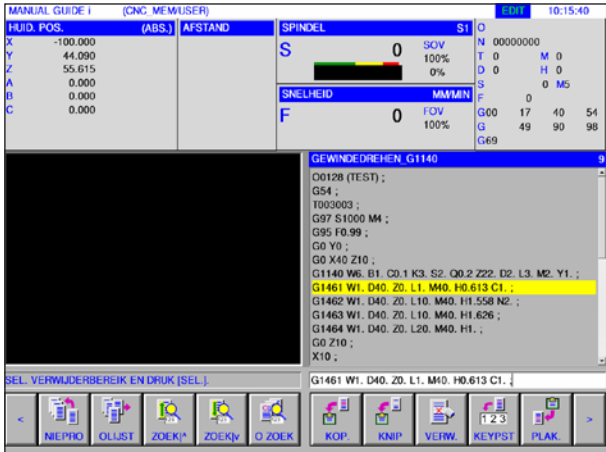 MANUAL GUIDE i (CNC_MEM/USER) EDIT 10:15:40
HUID. POS. (ABS.) AFSTAND SPINDEL S1 O
X -100.000
Y 44.090
Z 55.615
A 0.000
B 0.000
C 0.000
S 0 SOV
100%
0%
SNELHEID MM/MIN
F 0 FOV
100%
N 00000000
T 0 M 0
D 0 H 0
S 0 M5
F 0
G00 17 40 54
G 49 90 98
G69
GEWINDEDREHEN_G1140 9
O0128 (TEST) ;
G54 ;
T003003 ;
G97 S1000 M4 ;
G95 F0.99 ;
G0 Y0 ;
G0 X40 Z10 ;
G1140 W6. B1. C0.1 K3. S2. Q0.2 Z22. D2. L3. M2. Y1. ;
G1461 W1. D40. Z0. L1. M40. H0.613 C1. ;
G1462 W1. D40. Z0. L10. M40. H1.558 N2. ;
G1463 W1. D40. Z0. L10. M40. H1.626 ;
G1464 W1. D40. Z0. L20. M40. H1. ;
G0 Z10 ;
X10 ;
SEL. VERWIJDERBEREIK EN DRUK [SEL.].
G1461 W1. D40. Z0. L1. M40. H0.613 C1. ;
< NIEPRO OLIJST ZOEK|^ ZOEK|v O ZOEK KOP. KNIP VERW. KEYPST PLAK. >